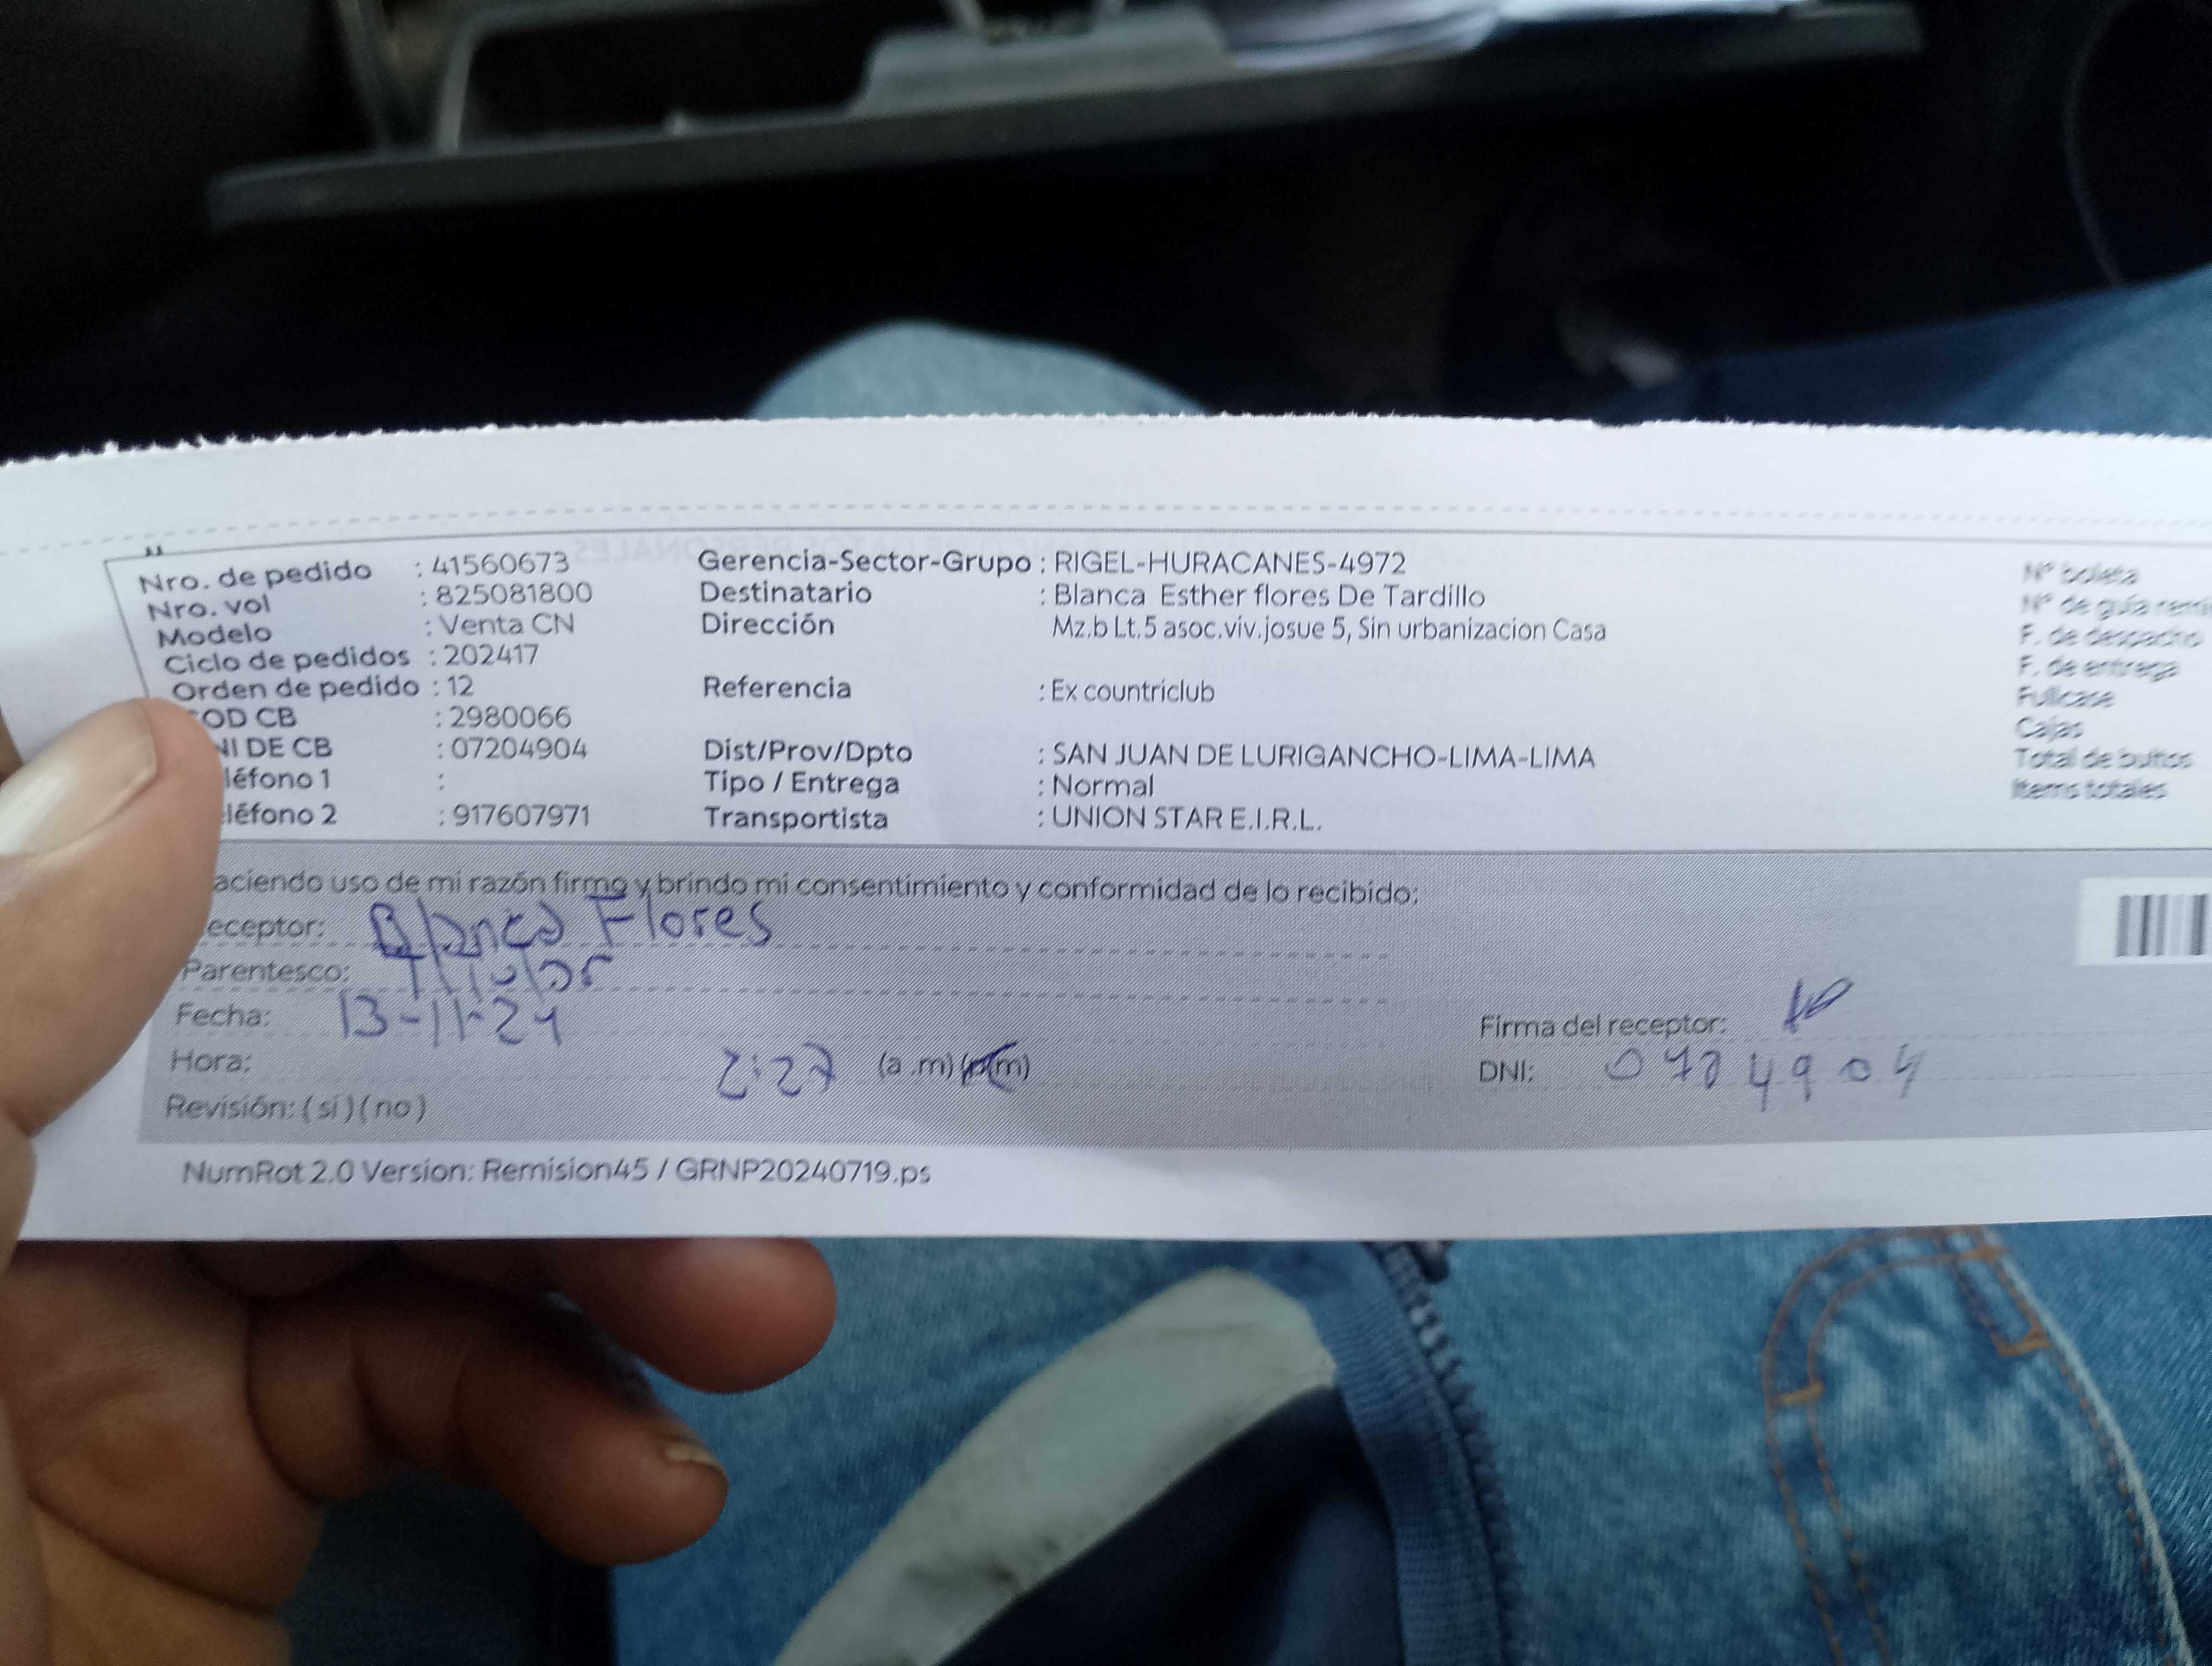 Nro. de pedido : 41560673
Nro. vol : 825081800
Modelo : Venta CN
Ciclo de pedidos : 202417
Orden de pedido : 12
OD CB : 2980066
NI DE CB : 07204904
léfono 1 :
léfono 2 : 917607971
Gerencia-Sector-Grupo : RIGEL-HURACANES-4972
Destinatario : Blanca Esther flores De Tardillo
Dirección Mz.b Lt.5 asoc.viv.josue 5, Sin urbanizacion Casa
Referencia : Ex countriclub
Dist/Prov/Dpto : SAN JUAN DE LURIGANCHO-LIMA-LIMA
Tipo / Entrega : Normal
Transportista : UNION STAR E.I.R.L.
N° boleta
N° de guía remi
F. de despacho
F. de entrega
Fullcase
Cajas
Total de bultos
Items totales
aciendo uso de mi razón firmo y brindo mi consentimiento y conformidad de lo recibido:
eceptor: Blanca Flores
Parentesco: Titular
Fecha: 13-11-24
Hora: 2:27 (a .m) (p.m)
Revisión: ( si ) ( no )
Firma del receptor:
DNI:
NumRot 2.0 Version: Remision45 / GRNP20240719.ps